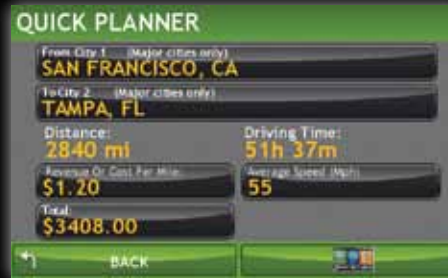 QUICK PLANNER
From City 1 (Major cities only)
SAN FRANCISCO, CA
To City 2 (Major cities only)
TAMPA, FL
Distance: Driving Time:
2840 mi 51h 37m
Revenue Or Cost Per Mile: Average Speed (Mph):
$1.20 55
Total:
$3408.00
BACK